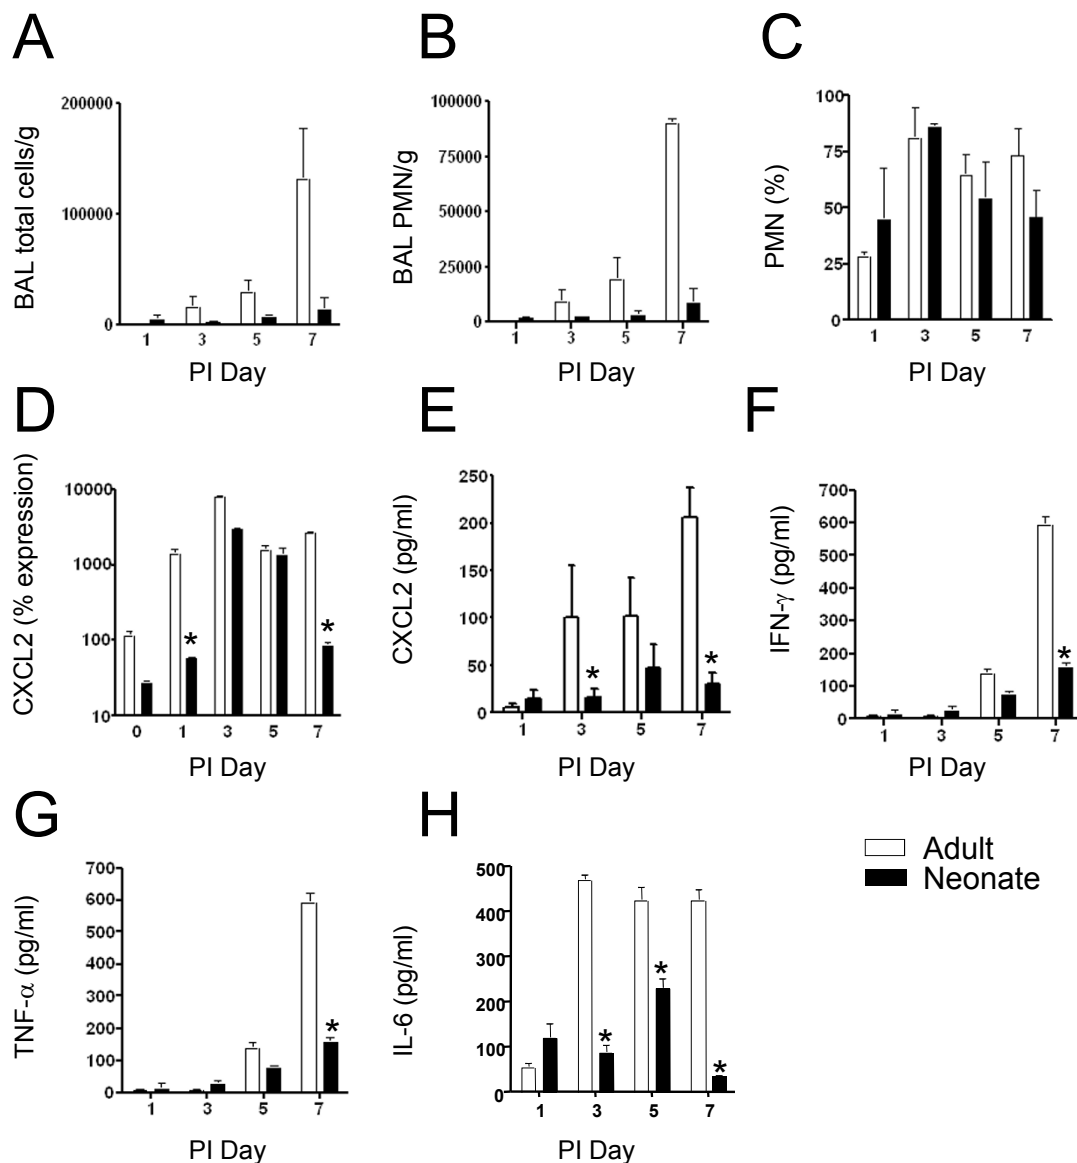 A
BAL total cells/g
200000
100000
0
1 3 5 7
PI Day
B
BAL PMN/g
100000
75000
50000
25000
0
1 3 5 7
PI Day
C
PMN (%)
100
75
50
25
0
1 3 5 7
PI Day
D
CXCL2 (% expression)
10000
1000
100
10
* *
0 1 3 5 7
PI Day
E
CXCL2 (pg/ml)
250
200
150
100
50
0
* *
1 3 5 7
PI Day
F
IFN-γ (pg/ml)
700
600
500
400
300
200
100
0
*
1 3 5 7
PI Day
G
TNF-α (pg/ml)
700
600
500
400
300
200
100
0
*
1 3 5 7
PI Day
H
IL-6 (pg/ml)
500
400
300
200
100
0
* * *
1 3 5 7
PI Day
Adult
Neonate